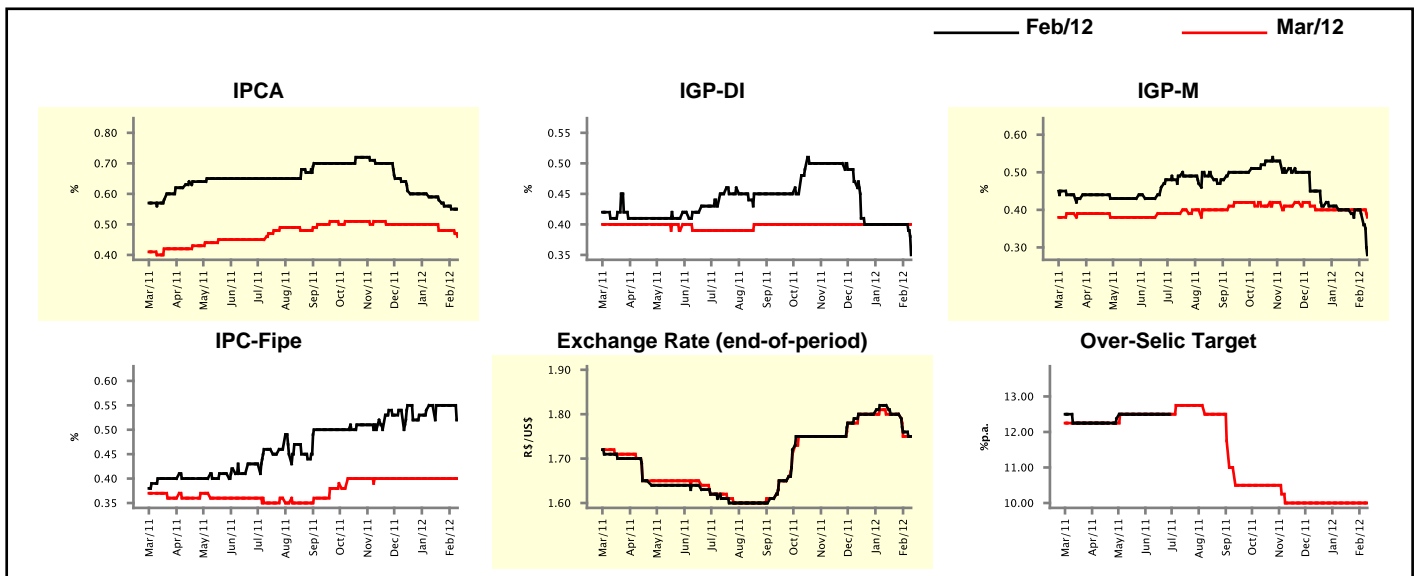 Feb/12 Mar/12
IPCA IGP-DI IGP-M
%
0.80
0.70
0.60
0.50
0.40
Mar/11 Apr/11 May/11 Jun/11 Jul/11 Aug/11 Sep/11 Oct/11 Nov/11 Dec/11 Jan/12 Feb/12
%
0.55
0.50
0.45
0.40
0.35
Mar/11 Apr/11 May/11 Jun/11 Jul/11 Aug/11 Sep/11 Oct/11 Nov/11 Dec/11 Jan/12 Feb/12
%
0.60
0.50
0.40
0.30
Mar/11 Apr/11 May/11 Jun/11 Jul/11 Aug/11 Sep/11 Oct/11 Nov/11 Dec/11 Jan/12 Feb/12
IPC-Fipe Exchange Rate (end-of-period) Over-Selic Target
%
0.60
0.55
0.50
0.45
0.40
0.35
Mar/11 Apr/11 May/11 Jun/11 Jul/11 Aug/11 Sep/11 Oct/11 Nov/11 Dec/11 Jan/12 Feb/12
R$/US$
1.90
1.80
1.70
1.60
Mar/11 Apr/11 May/11 Jun/11 Jul/11 Aug/11 Sep/11 Oct/11 Nov/11 Dec/11 Jan/12 Feb/12
%p.a.
13.00
12.00
11.00
10.00
Mar/11 Apr/11 May/11 Jun/11 Jul/11 Aug/11 Sep/11 Oct/11 Nov/11 Dec/11 Jan/12 Feb/12